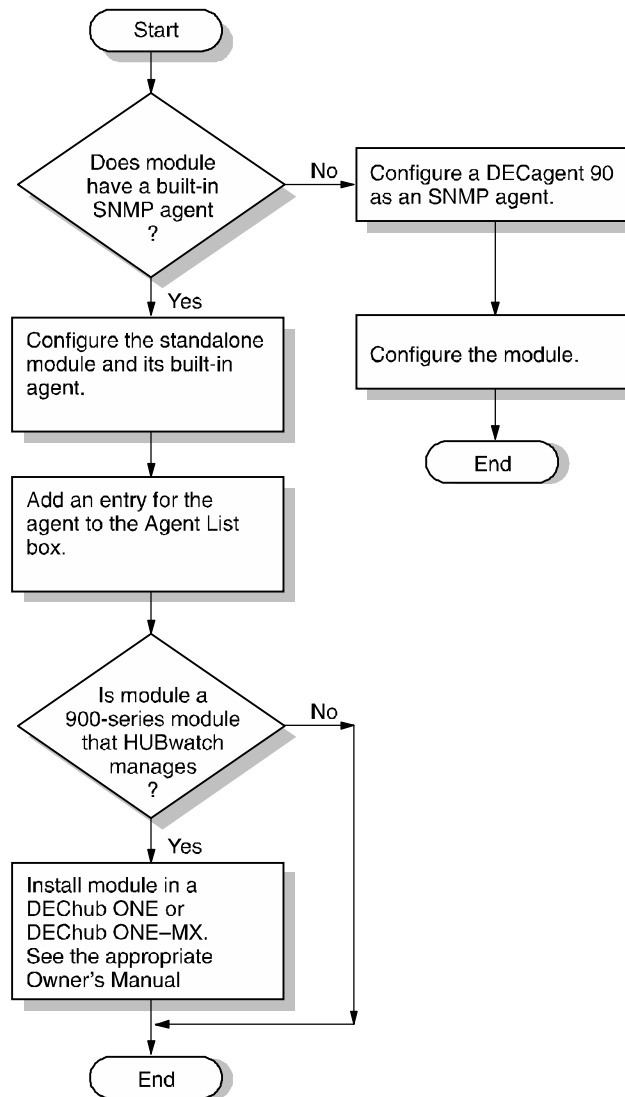 Start
Does module
have a built-in
SNMP agent
?
No
Configure a DECagent 90
as an SNMP agent.
Configure the module.
End
Yes
Configure the standalone
module and its built-in
agent.
Add an entry for the
agent to the Agent List
box.
Is module a
900-series module
that HUBwatch
manages
?
No
Yes
Install module in a
DEChub ONE or
DEChub ONE–MX.
See the appropriate
Owner's Manual
End